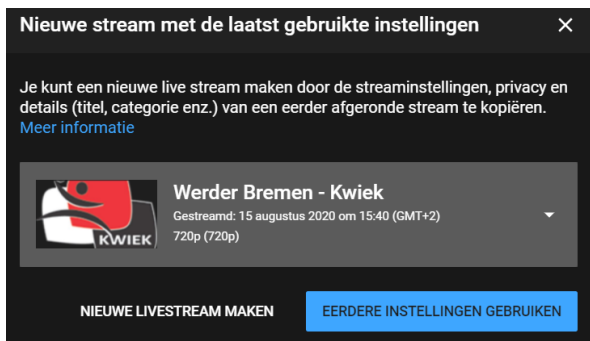 Nieuwe stream met de laatst gebruikte instellingen
Je kunt een nieuwe live stream maken door de streaminstellingen, privacy en
details (titel, categorie enz.) van een eerder afgeronde stream te kopiëren.
Meer informatie
KWIEK
Werder Bremen - Kwiek
Gestreamd: 15 augustus 2020 om 15:40 (GMT+2)
720p (720p)
NIEUWE LIVESTREAM MAKEN
EERDERE INSTELLINGEN GEBRUIKEN